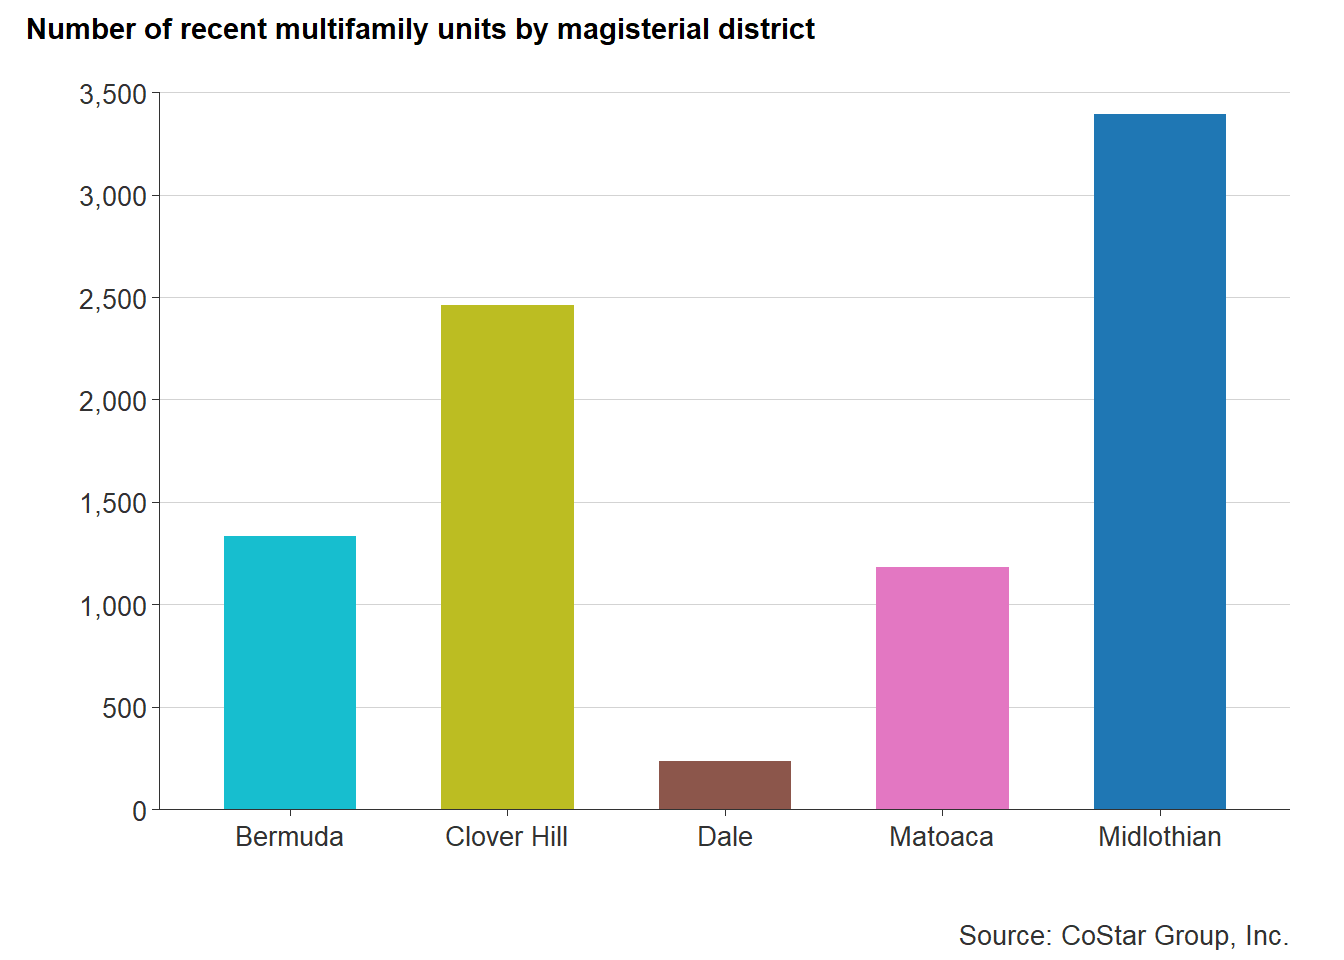 Number of recent multifamily units by magisterial district
3,500
3,000
2,500
2,000
1,500
1,000
500
0
Bermuda Clover Hill Dale Matoaca Midlothian
Source: CoStar Group, Inc.